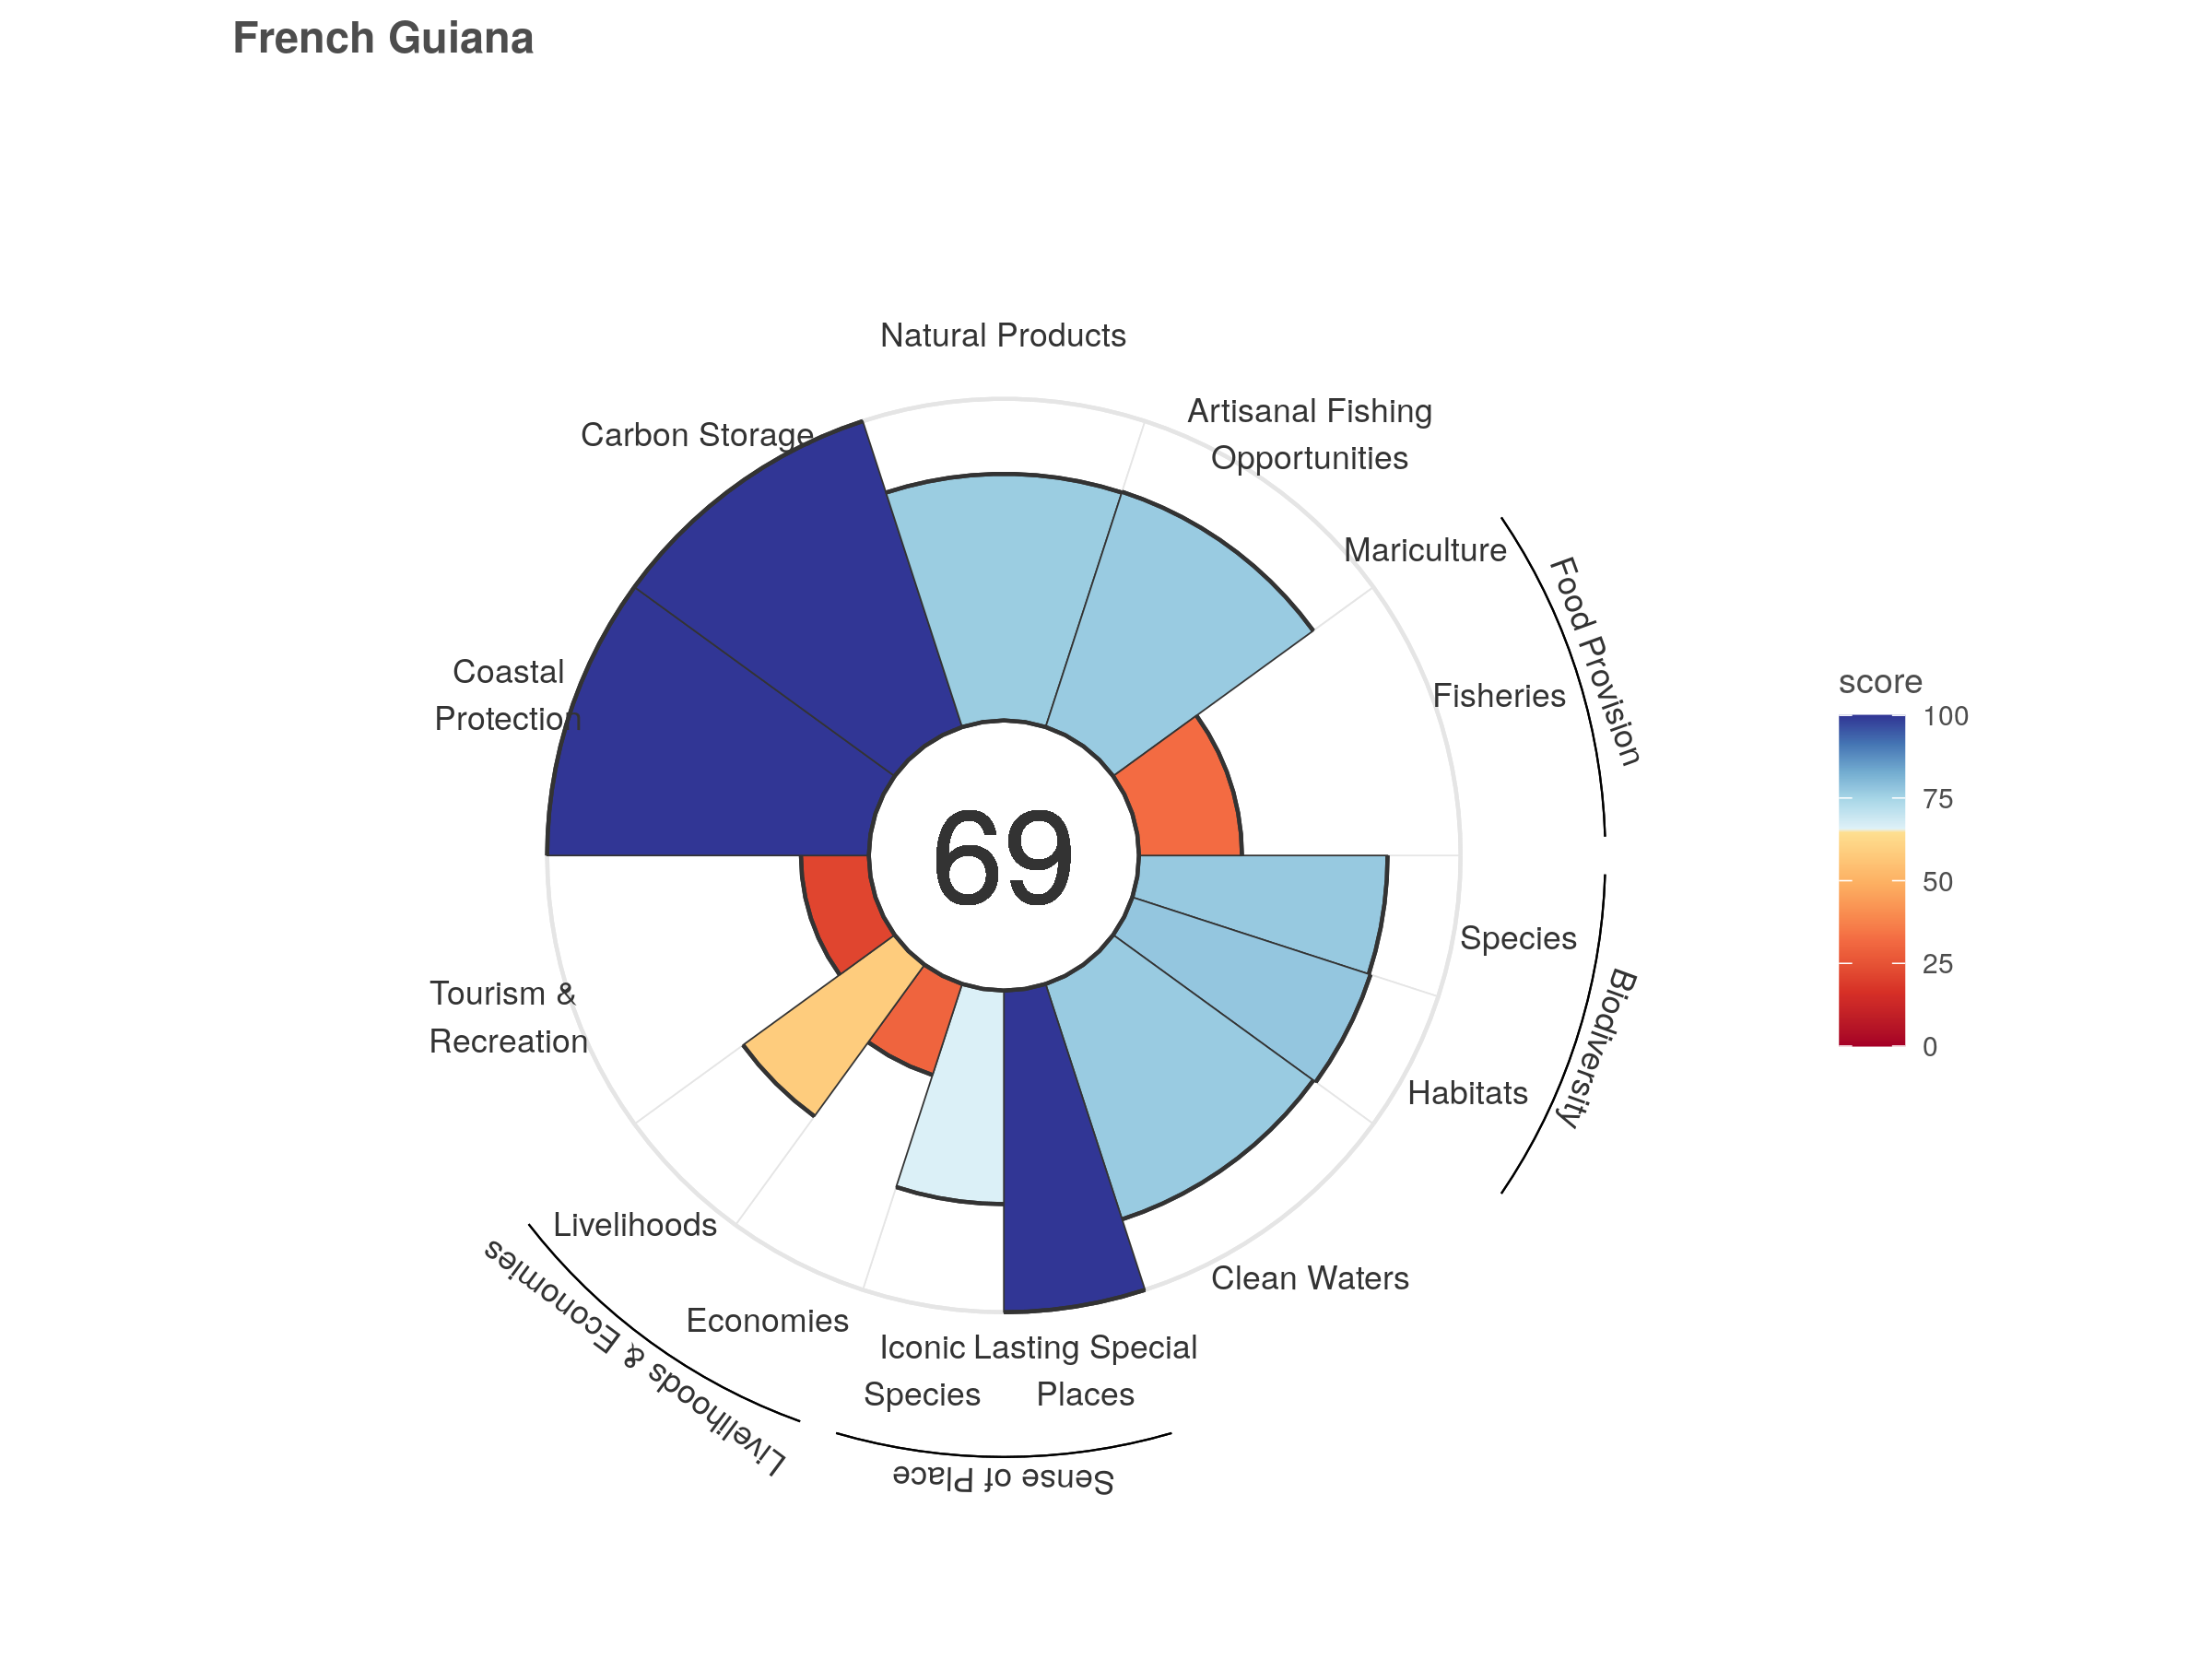 French Guiana
Natural Products
Artisanal Fishing
Opportunities
Carbon Storage
Mariculture
Food Provision
Fisheries
Coastal
Protection
69
score
100
75
50
25
0
Species
Biodiversity
Habitats
Tourism &
Recreation
Livelihoods
Livelihoods & Economies
Economies
Clean Waters
Iconic
Species
Lasting Special
Places
Sense of Place